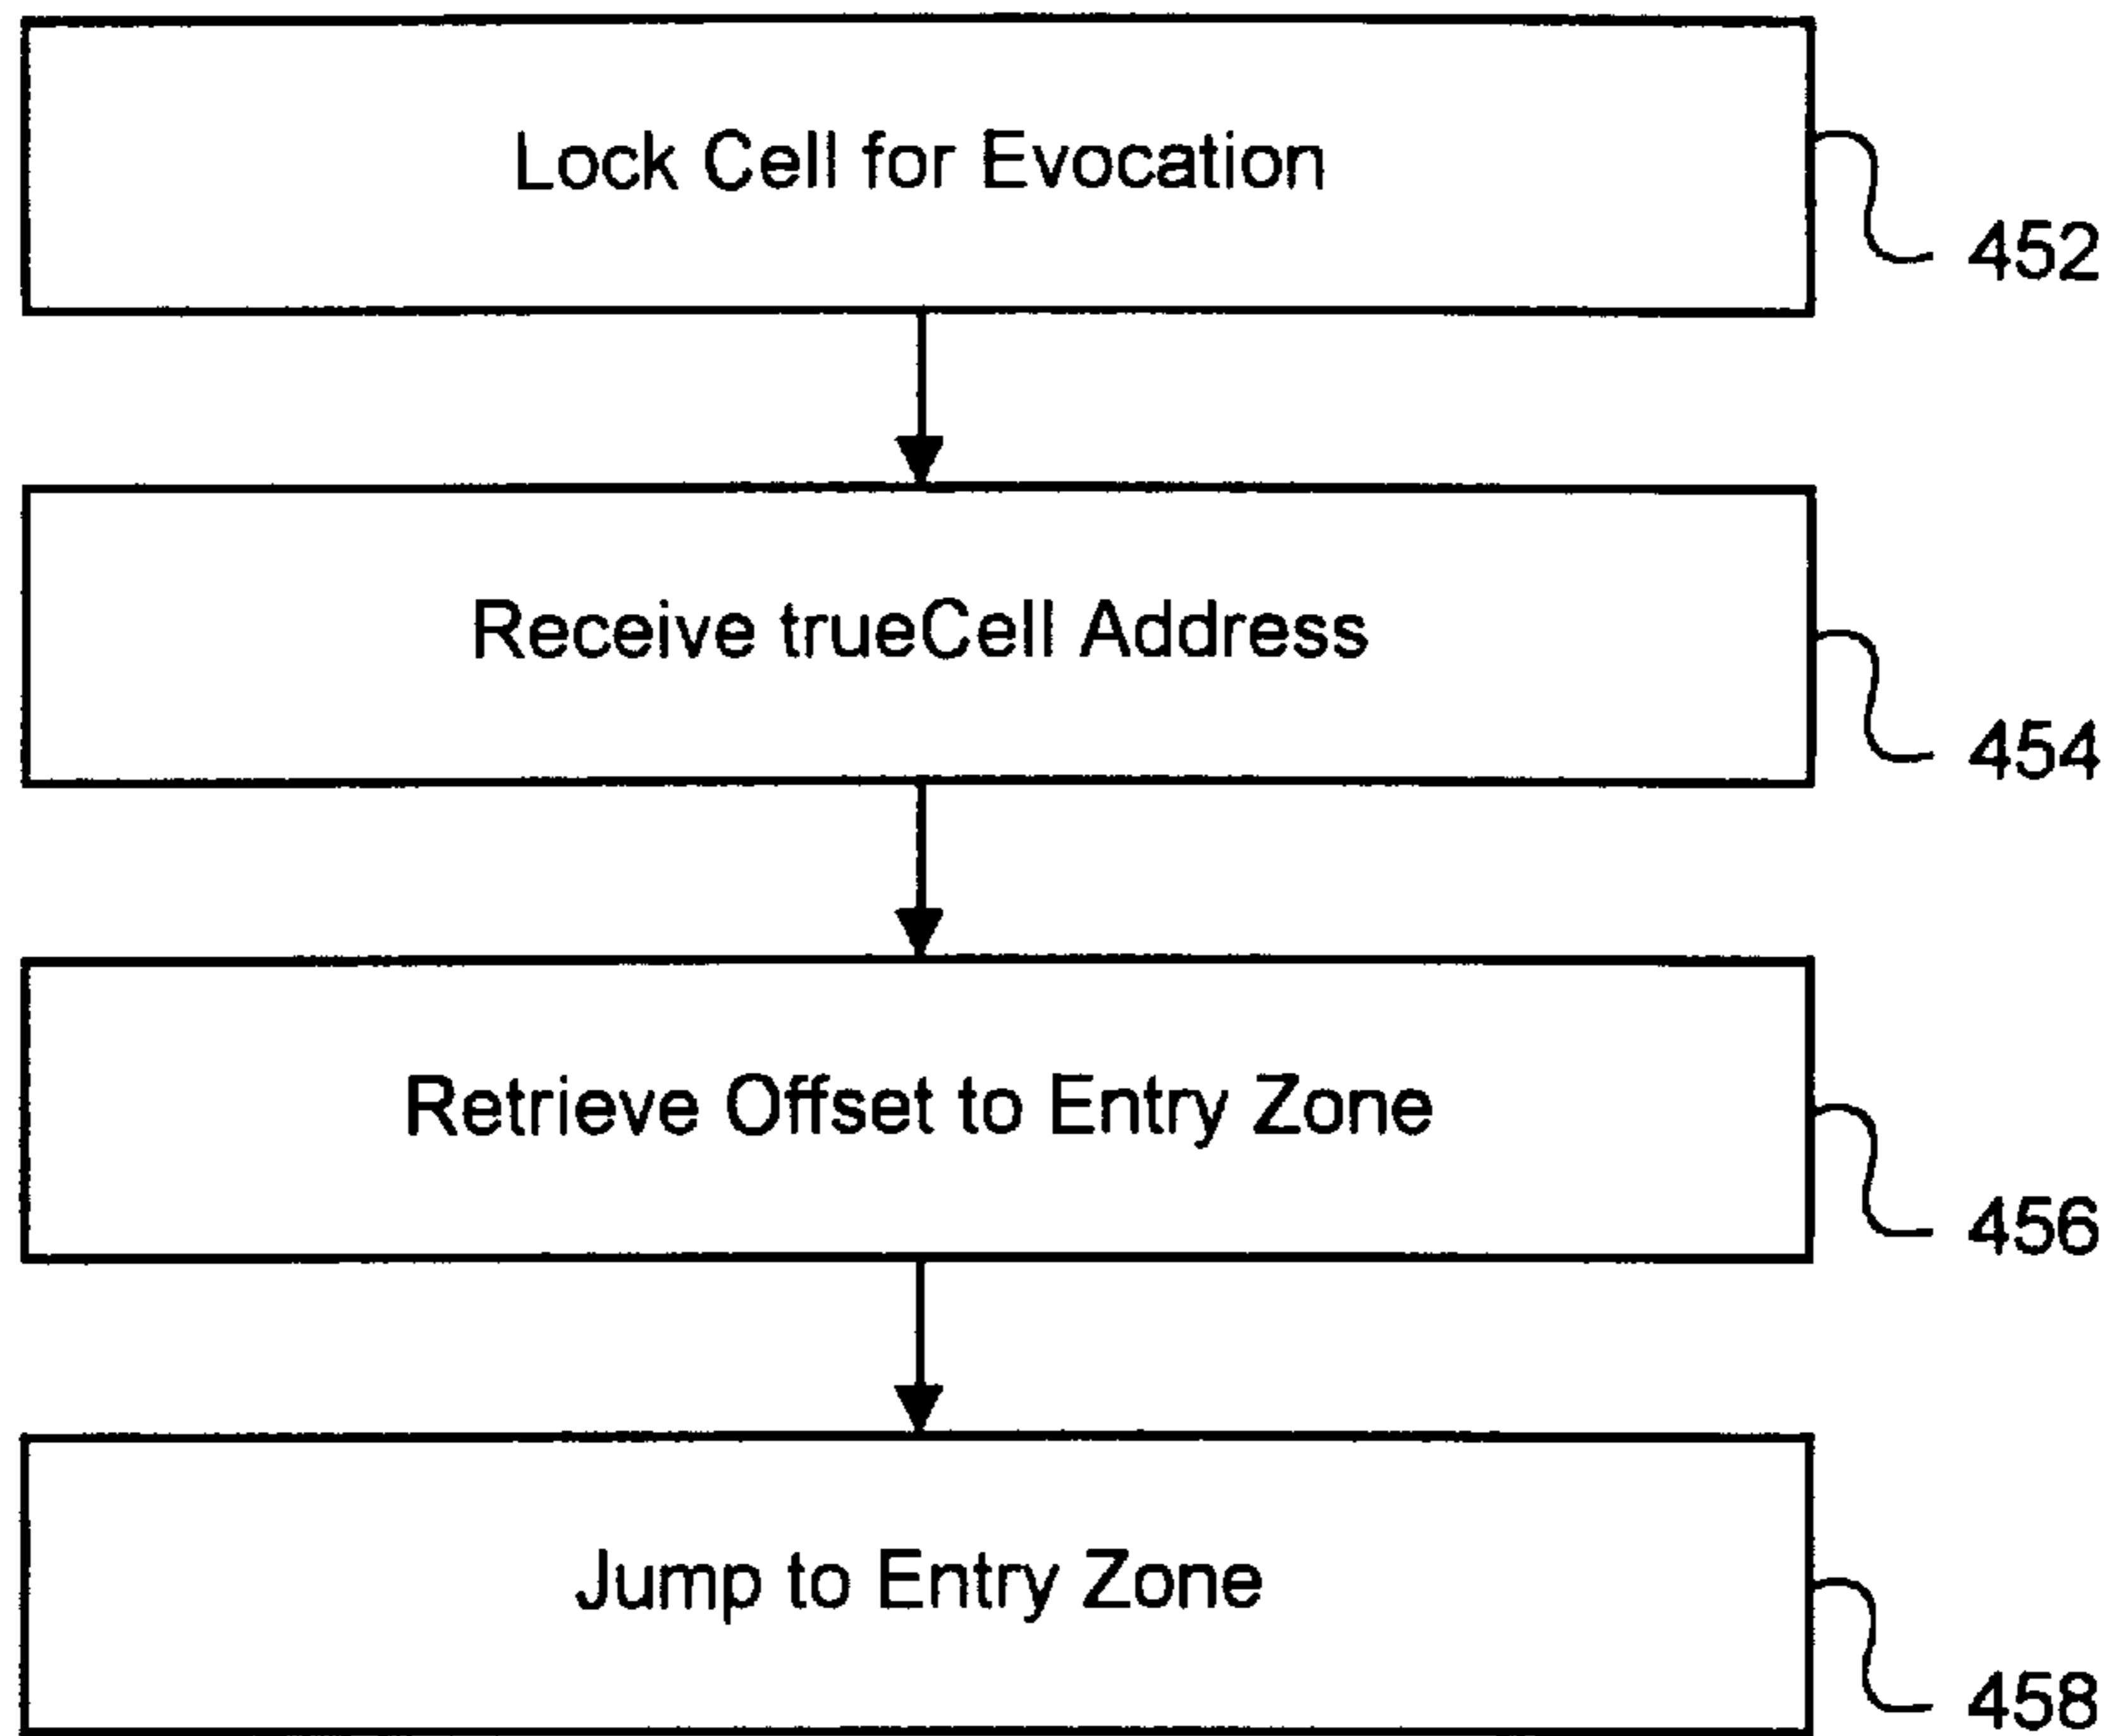 Lock Cell for Evocation
452
Receive trueCell Address
454
Retrieve Offset to Entry Zone
456
Jump to Entry Zone
458